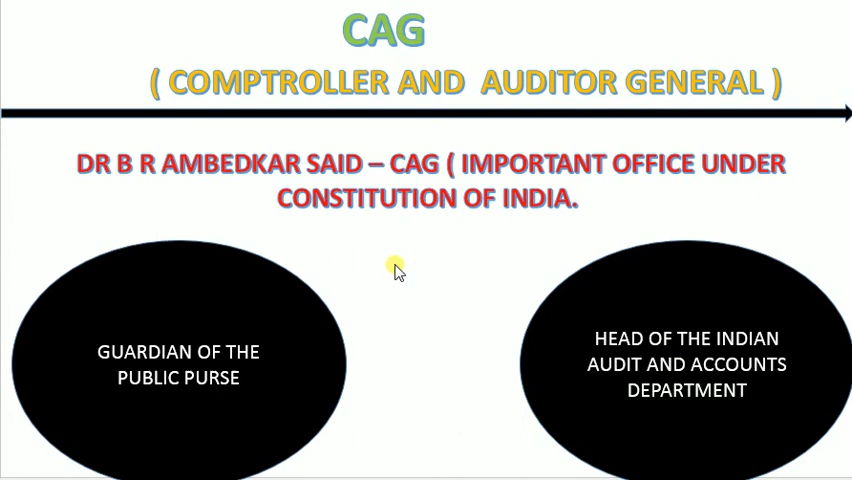 CAG
( COMPTROLLER AND AUDITOR GENERAL )
DR B R AMBEDKAR SAID – CAG ( IMPORTANT OFFICE UNDER
CONSTITUTION OF INDIA.
GUARDIAN OF THE
PUBLIC PURSE
HEAD OF THE INDIAN
AUDIT AND ACCOUNTS
DEPARTMENT